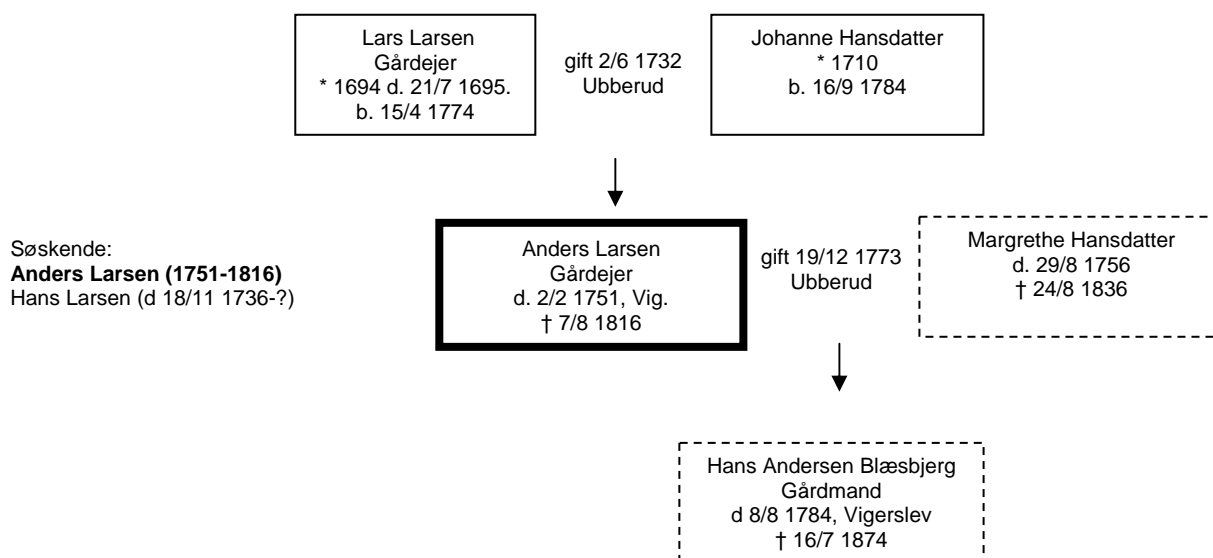 Lars Larsen
Gårdejer
* 1694 d. 21/7 1695.
b. 15/4 1774
gift 2/6 1732
Ubberud
Johanne Hansdatter
* 1710
b. 16/9 1784
Søskende:
Anders Larsen (1751-1816)
Hans Larsen (d 18/11 1736-?)
Anders Larsen
Gårdejer
d. 2/2 1751, Vig.
† 7/8 1816
gift 19/12 1773
Ubberud
Margrethe Hansdatter
d. 29/8 1756
† 24/8 1836
Hans Andersen Blæsbjerg
Gårdmand
d 8/8 1784, Vigerslev
† 16/7 1874